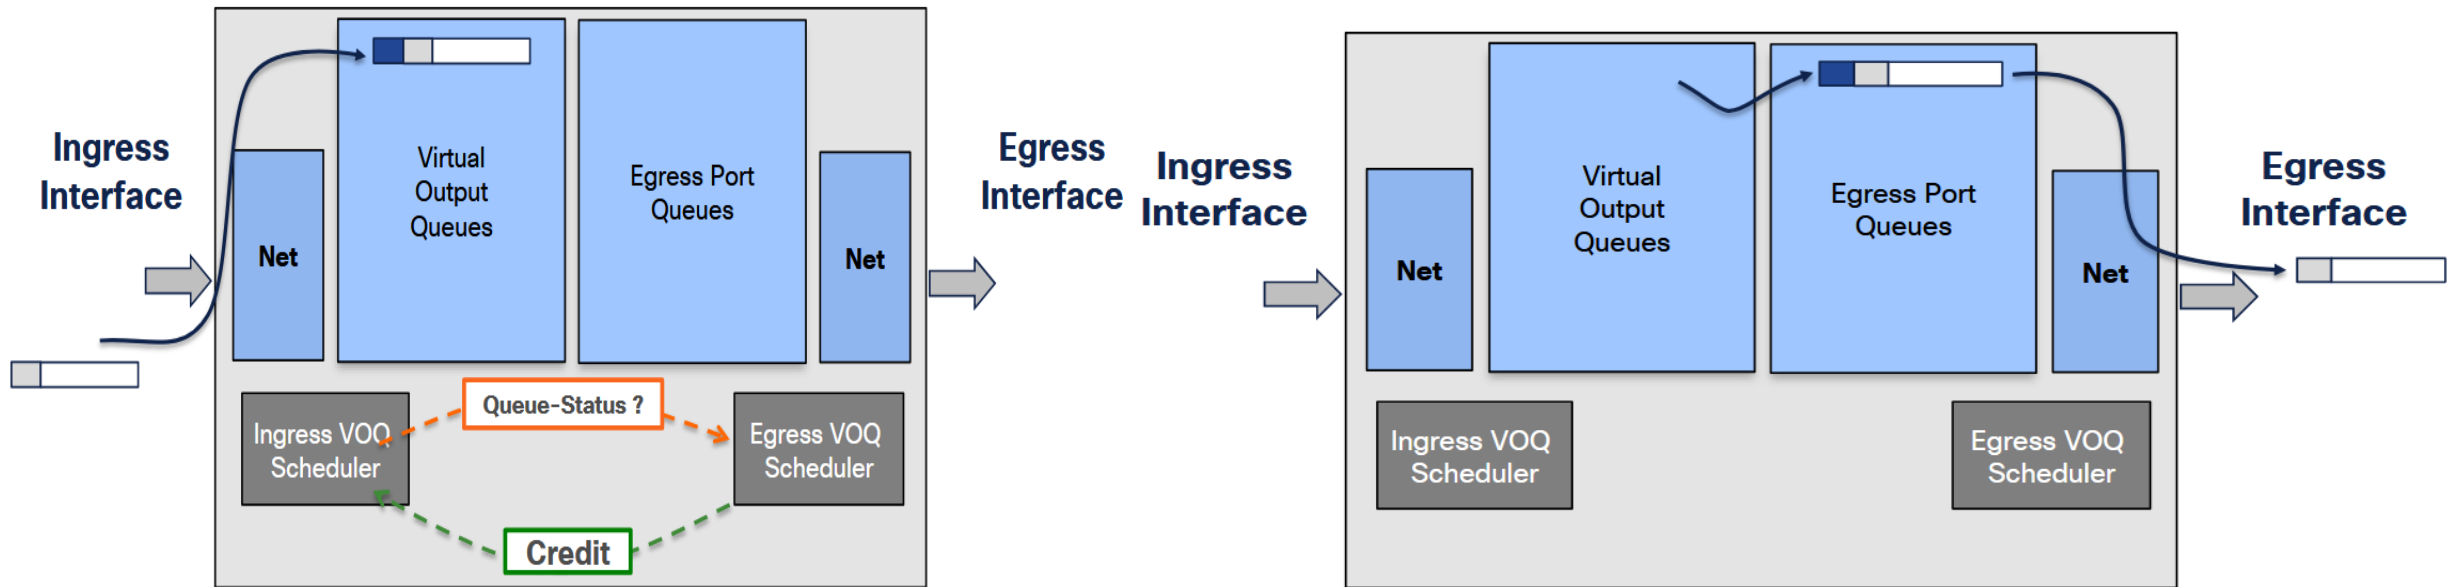 Ingress
Interface
Net
Virtual
Output
Queues
Egress Port
Queues
Net
Egress
Interface
Queue-Status ?
Ingress VOQ
Scheduler
Egress VOQ
Scheduler
Credit
Ingress
Interface
Net
Virtual
Output
Queues
Egress Port
Queues
Net
Egress
Interface
Ingress VOQ
Scheduler
Egress VOQ
Scheduler